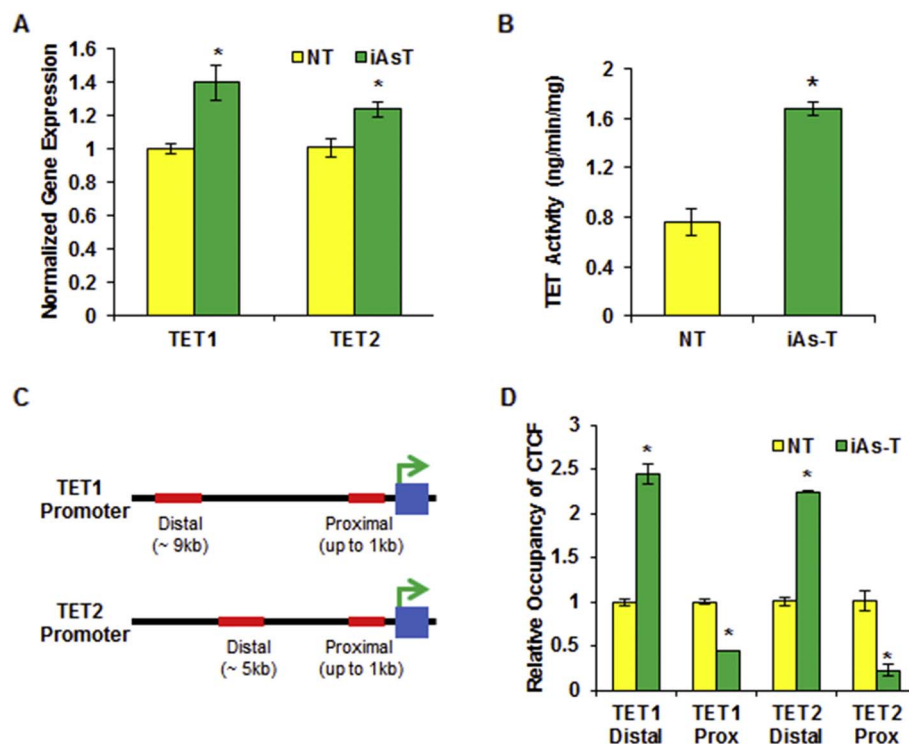 A
Normalized Gene Expression
1.6
1.4
1.2
1
0.8
0.6
0.4
0.2
0
NT
iAsT
*
*
TET1
TET2
B
TET Activity (ng/min/mg)
2
1.6
1.2
0.8
0.4
0
*
NT
iAs-T
C
TET1
Promoter
Distal
(~ 9kb)
Proximal
(up to 1kb)
TET2
Promoter
Distal
(~ 5kb)
Proximal
(up to 1kb)
D
Relative Occupancy of CTCF
3
2.5
2
1.5
1
0.5
0
NT
iAs-T
*
*
*
*
TET1
Distal
TET1
Prox
TET2
Distal
TET2
Prox